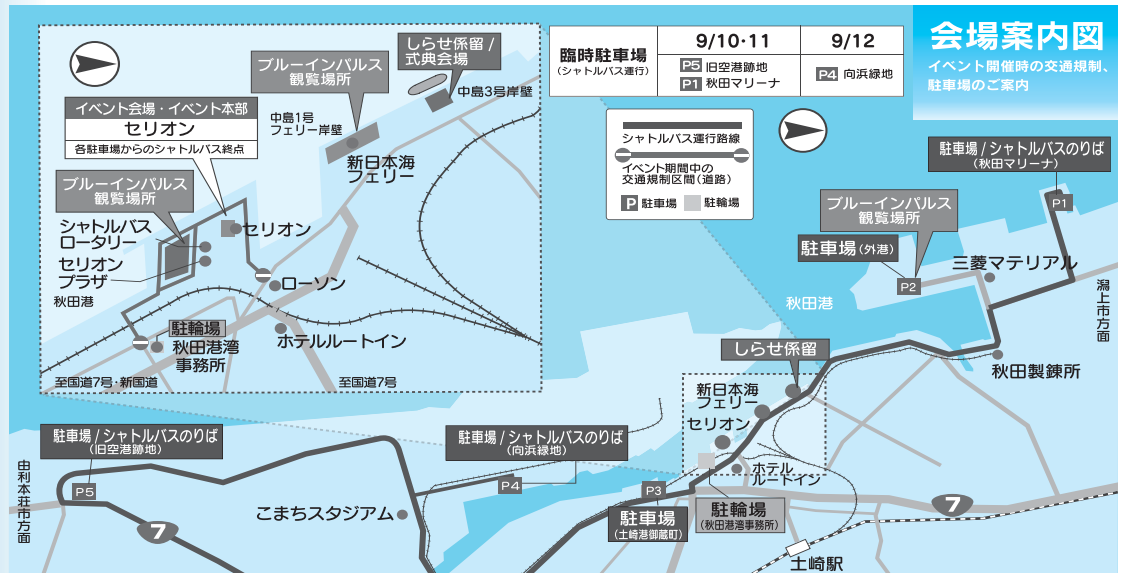 会場案内図
イベント開催時の交通規制、
駐車場のご案内
臨時駐車場
(シャトルバス運行)
9/10・11
9/12
P5 旧空港跡地
P1 秋田マリーナ
P4 向浜緑地
シャトルバス運行路線
イベント期間中の
交通規制区間(道路)
P 駐車場
駐輪場
しらせ係留/
式典会場
ブルーインパルス
観覧場所
中島3号岸壁
イベント会場・イベント本部
セリオン
各駐車場からのシャトルバス終点
中島1号
フェリー岸壁
新日本海
フェリー
ブルーインパルス
観覧場所
シャトルバス
ロータリー
セリオン
セリオン
プラザ
秋田港
ローソン
駐輪場
秋田港湾
事務所
ホテルルートイン
至国道7号・新国道
至国道7号
駐車場/シャトルバスのりば
(秋田マリーナ)
P1
ブルーインパルス
観覧場所
駐車場(外港)
P2
三菱マテリアル
秋田港
潟上市方面
しらせ係留
秋田製錬所
新日本海
フェリー
セリオン
ホテル
ルートイン
駐車場/シャトルバスのりば
(旧空港跡地)
駐車場/シャトルバスのりば
(向浜緑地)
由利本荘市方面
P5
P4
P3
7
こまちスタジアム
駐車場
(土崎港御蔵町)
駐輪場
(秋田港湾事務所)
7
土崎駅